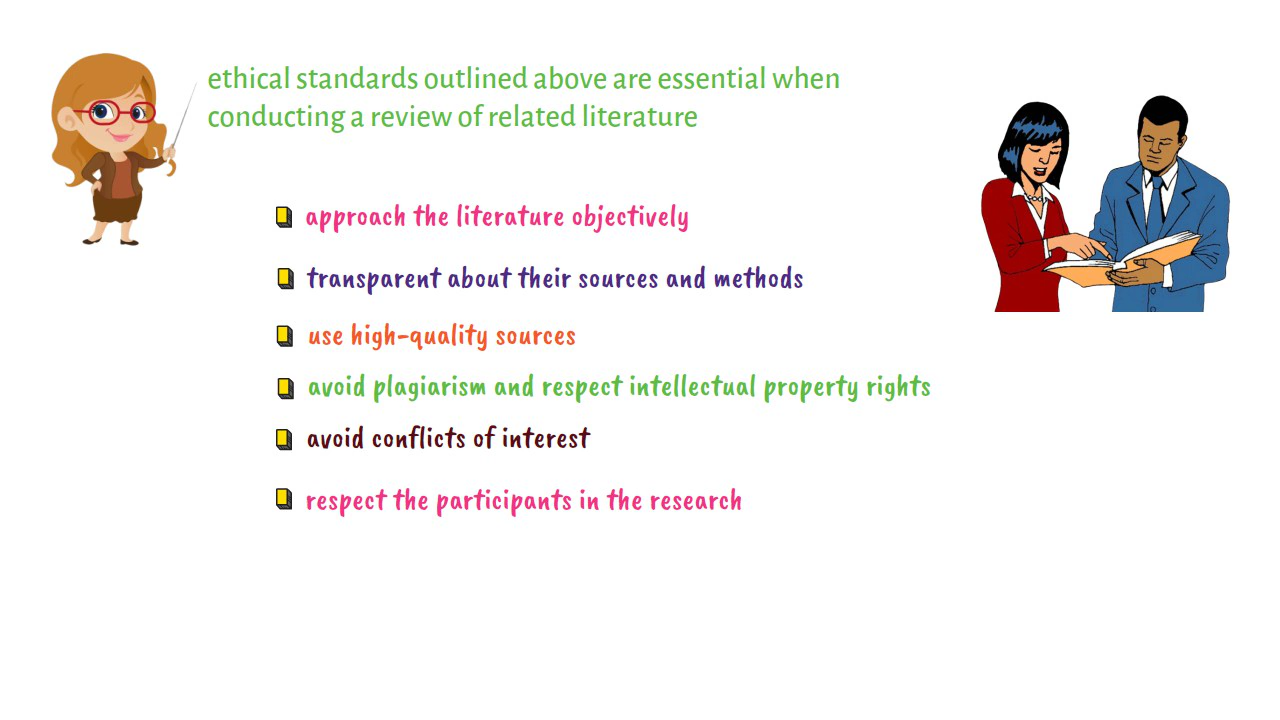 ethical standards outlined above are essential when
conducting a review of related literature
approach the literature objectively
transparent about their sources and methods
use high-quality sources
avoid plagiarism and respect intellectual property rights
avoid conflicts of interest
respect the participants in the research